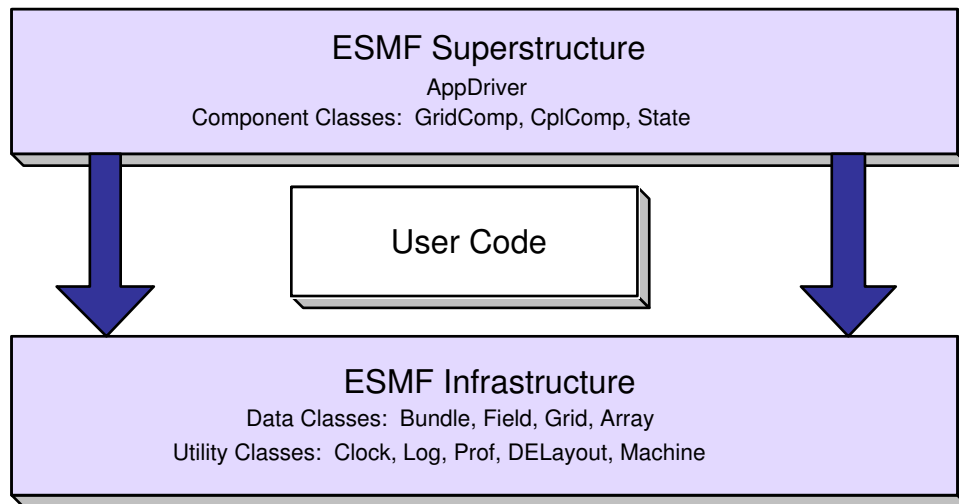 ESMF Superstructure
AppDriver
Component Classes: GridComp, CplComp, State
User Code
ESMF Infrastructure
Data Classes: Bundle, Field, Grid, Array
Utility Classes: Clock, Log, Prof, DELayout, Machine